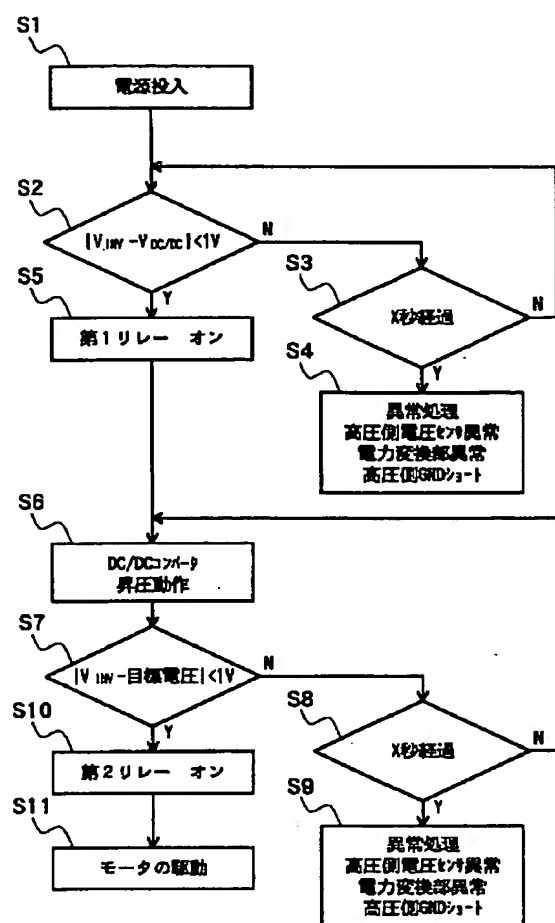 S1
電源投入
S2
|V INV -V DC/DC|<1V
N
Y
S3
X秒経過
N
Y
S5
第1リレー オン
S4
異常処理
高圧側電圧センサ異常
電力変換部異常
高圧側GNDショート
S6
DC/DCコンバータ
昇圧動作
S7
|V INV -目標電圧|<1V
N
Y
S8
X秒経過
N
Y
S10
第2リレー オン
S9
異常処理
高圧側電圧センサ異常
電力変換部異常
高圧側GNDショート
S11
モータの駆動